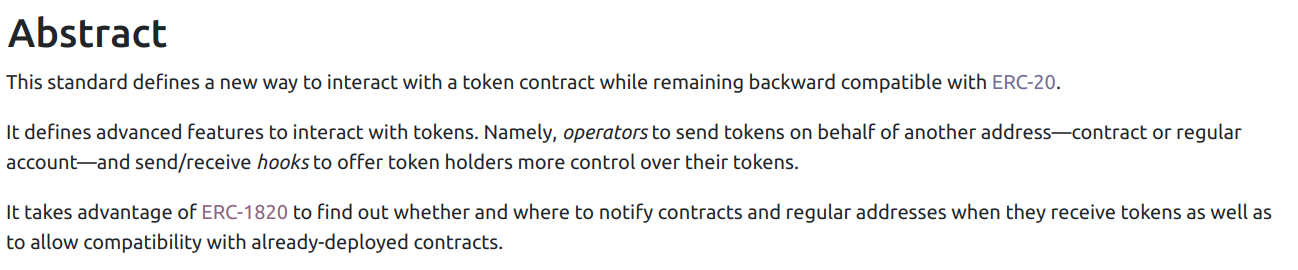 Abstract
This standard defines a new way to interact with a token contract while remaining backward compatible with ERC-20.
It defines advanced features to interact with tokens. Namely, operators to send tokens on behalf of another address—contract or regular
account—and send/receive hooks to offer token holders more control over their tokens.
It takes advantage of ERC-1820 to find out whether and where to notify contracts and regular addresses when they receive tokens as well as
to allow compatibility with already-deployed contracts.